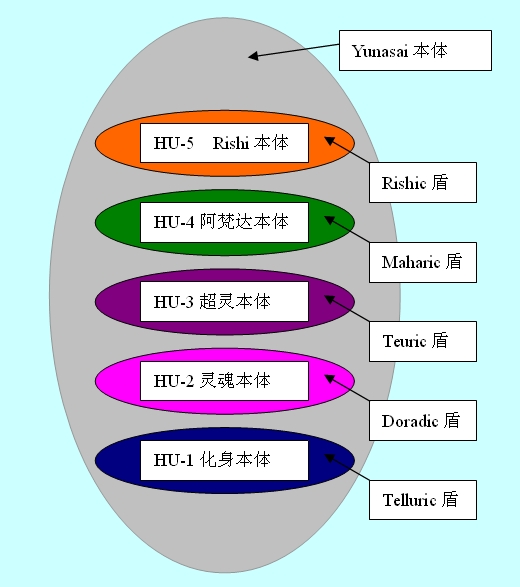 Yunasai 本体
HU-5 Rishi 本体
Rishic 盾
HU-4 阿梵达本体
Maharic 盾
HU-3 超灵本体
Teuric 盾
HU-2 灵魂本体
Doradic 盾
HU-1 化身本体
Telluric 盾